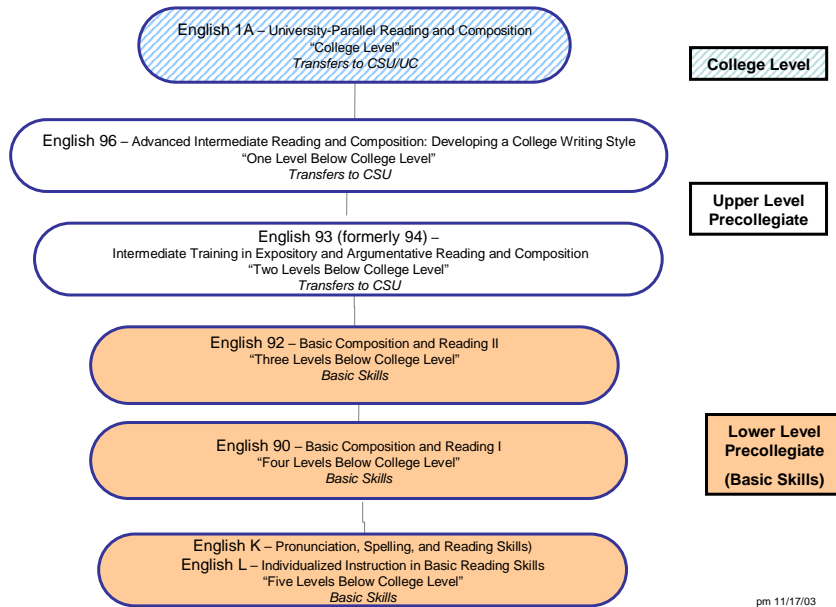 English 1A – University-Parallel Reading and Composition
“College Level”
Transfers to CSU/UC
College Level
English 96 – Advanced Intermediate Reading and Composition: Developing a College Writing Style
“One Level Below College Level”
Transfers to CSU
Upper Level
Precollegiate
English 93 (formerly 94) –
Intermediate Training in Expository and Argumentative Reading and Composition
“Two Levels Below College Level”
Transfers to CSU
English 92 – Basic Composition and Reading II
“Three Levels Below College Level”
Basic Skills
English 90 – Basic Composition and Reading I
“Four Levels Below College Level”
Basic Skills
Lower Level
Precollegiate
(Basic Skills)
English K – Pronunciation, Spelling, and Reading Skills)
English L – Individualized Instruction in Basic Reading Skills
“Five Levels Below College Level”
Basic Skills
pm 11/17/03